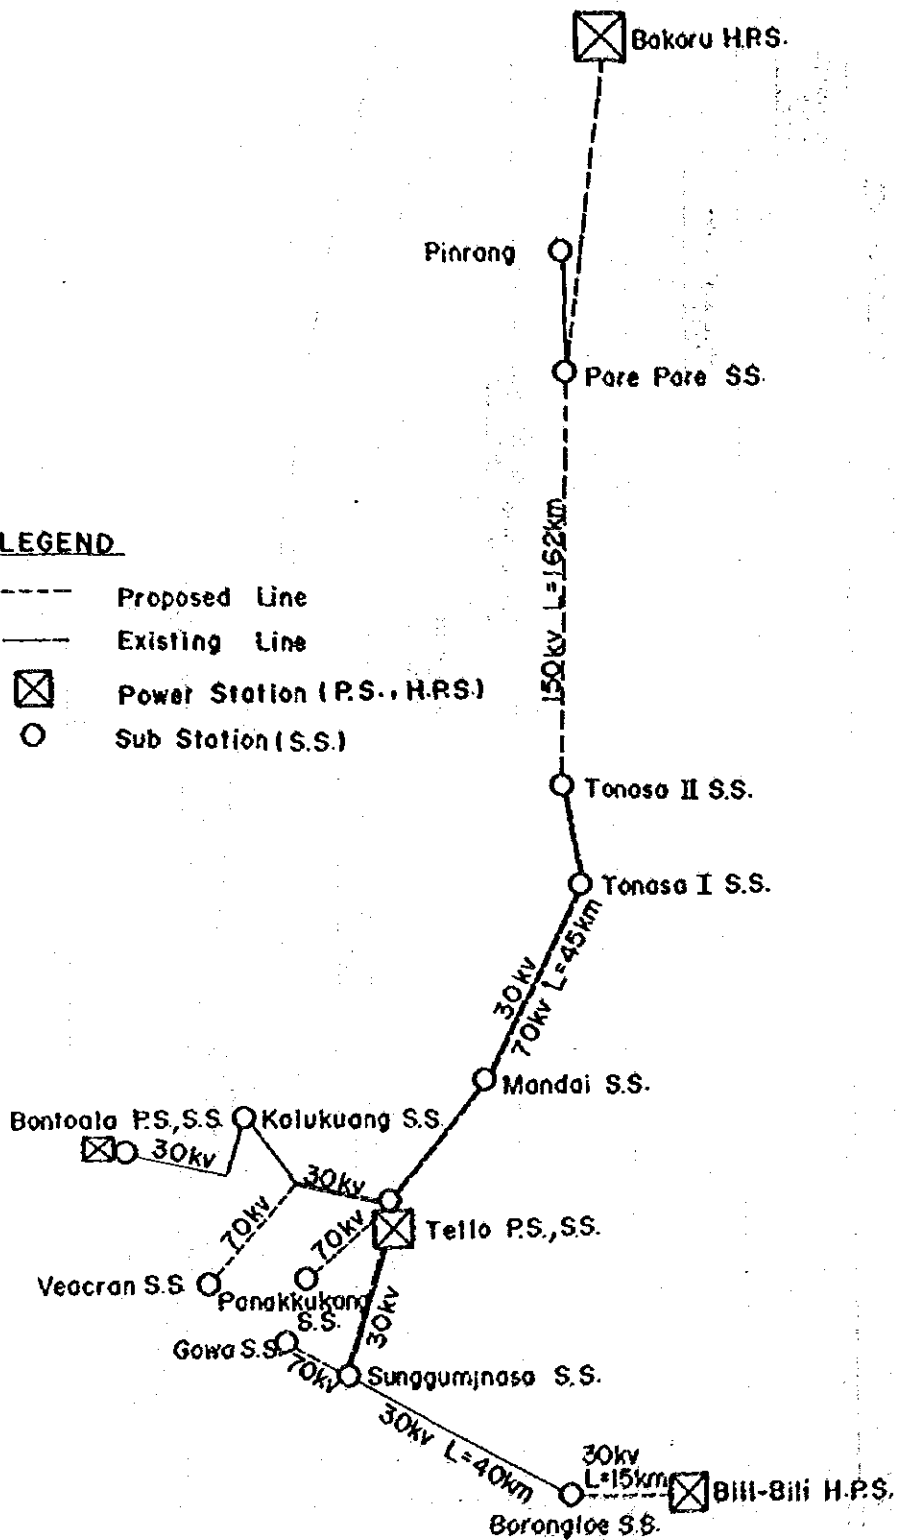 Bakaru H.P.S.
Pinrang
Pare Pare S.S.
150kv L=162km
LEGEND
Proposed Line
Existing Line
Power Station (P.S., H.P.S.)
Sub Station (S.S.)
Tonasa II S.S.
Tonasa I S.S.
30kv
70kv L=45km
Mandai S.S.
Bontoala P.S., S.S.
Kalukuang S.S.
30kv
30kv
70kv
70kv
Tello P.S., S.S.
Veacran S.S.
Panakkukang
S.S.
30kv
Gowa S.S.
70kv
Sungguminasa S.S.
30kv L=40km
30kv
L=15km
Bili-Bili H.P.S.
Borongloe S.S.